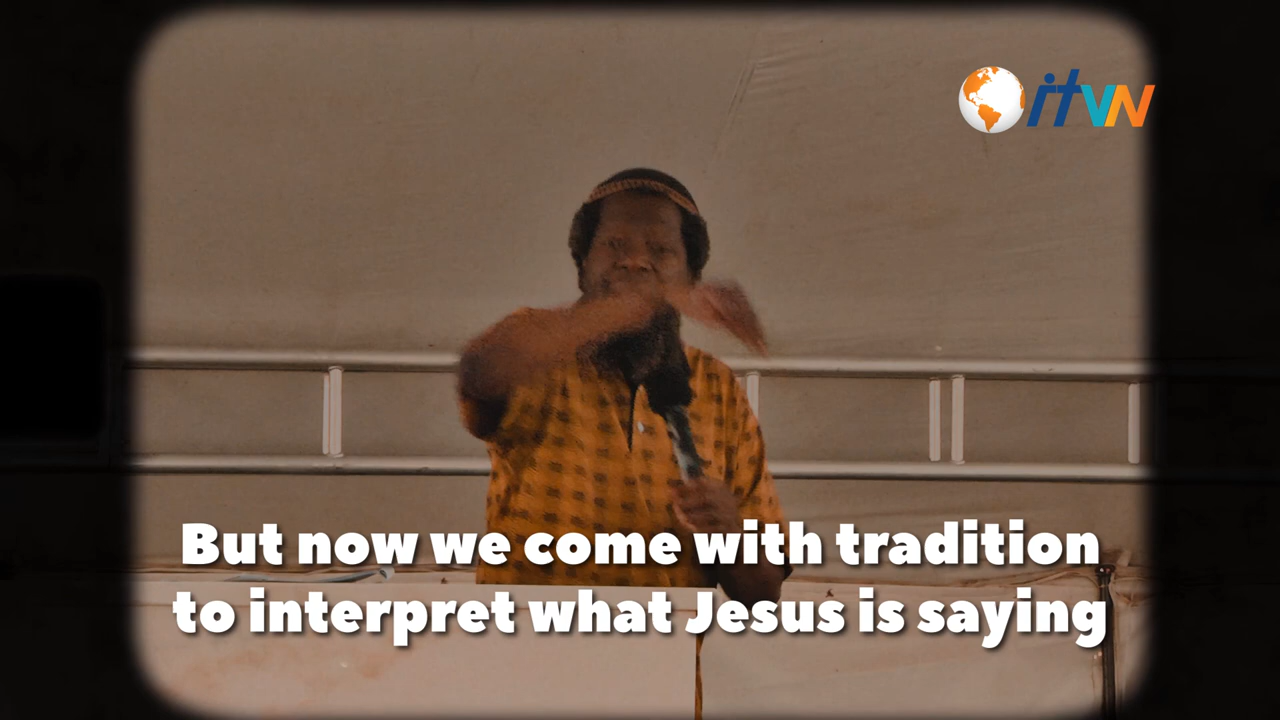 itvn
But now we come with tradition
to interpret what Jesus is saying